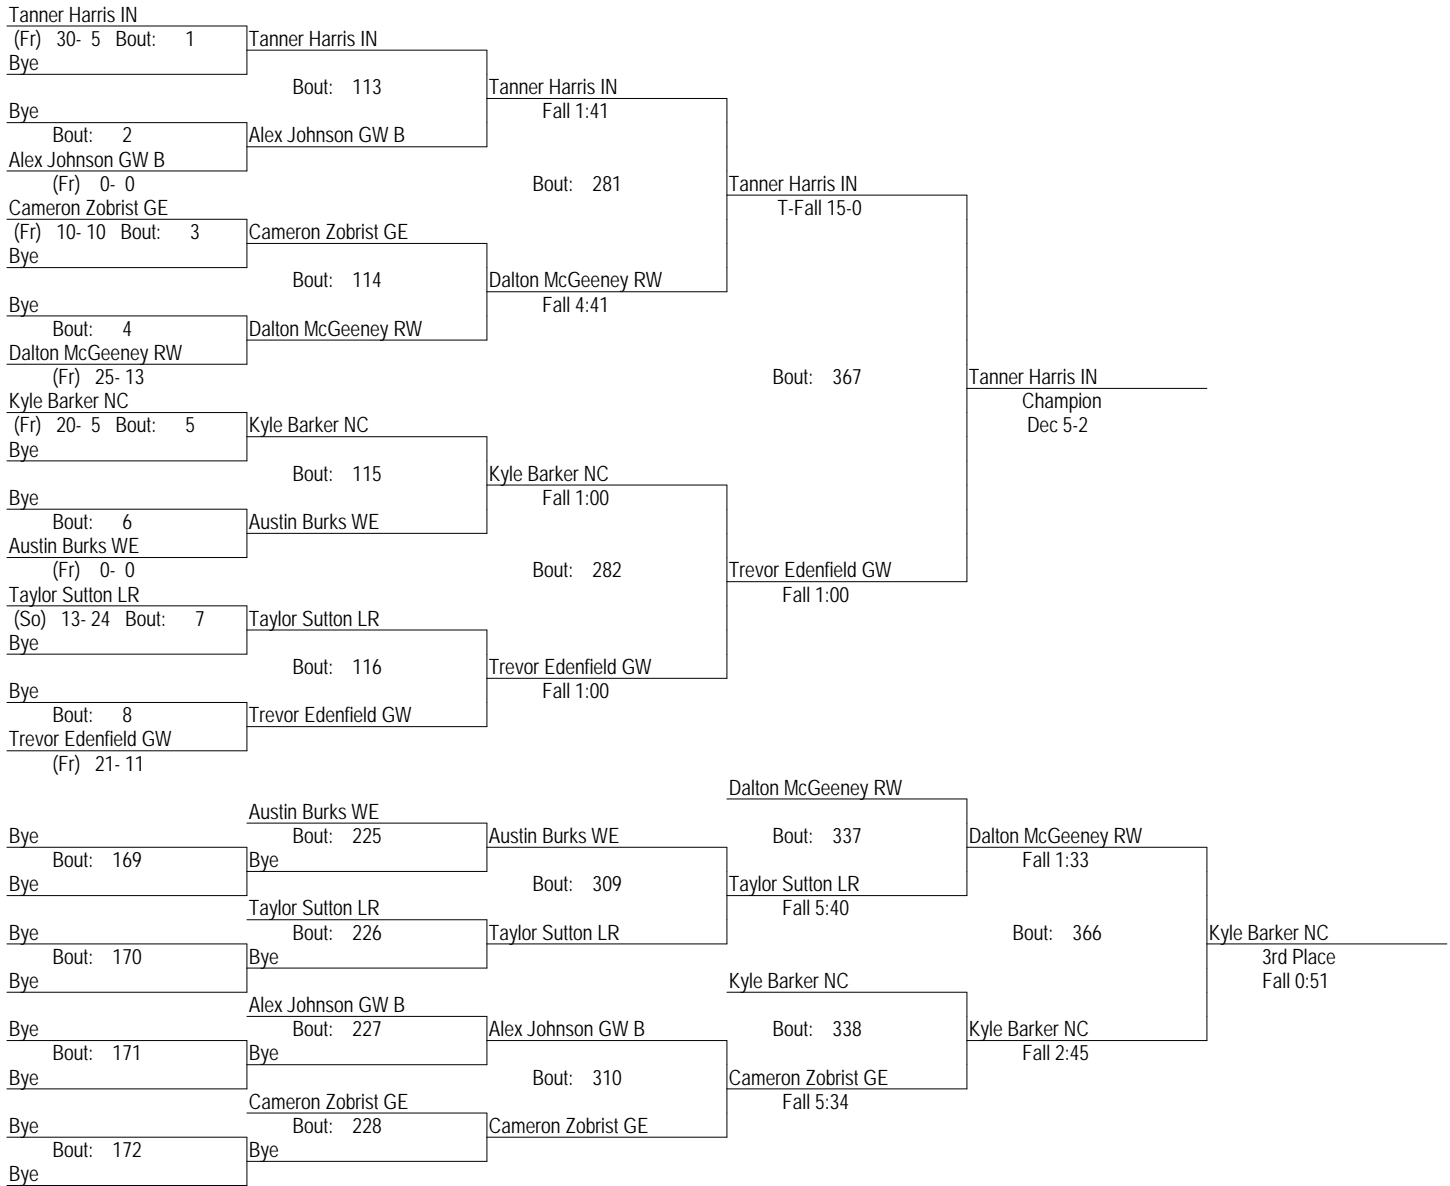 Tanner Harris IN
(Fr) 30- 5 Bout: 1 Tanner Harris IN
Bye
Bout: 113 Tanner Harris IN
Bye Fall 1:41
Bout: 2 Alex Johnson GW B
Alex Johnson GW B
(Fr) 0- 0 Bout: 281 Tanner Harris IN
Cameron Zobrist GE T-Fall 15-0
(Fr) 10- 10 Bout: 3 Cameron Zobrist GE
Bye
Bout: 114 Dalton McGeeney RW
Bye Fall 4:41
Bout: 4 Dalton McGeeney RW
Dalton McGeeney RW
(Fr) 25- 13 Bout: 367 Tanner Harris IN
Kyle Barker NC Champion
(Fr) 20- 5 Bout: 5 Kyle Barker NC Dec 5-2
Bye
Bout: 115 Kyle Barker NC
Bye Fall 1:00
Bout: 6 Austin Burks WE
Austin Burks WE
(Fr) 0- 0 Bout: 282 Trevor Edenfield GW
Taylor Sutton LR Fall 1:00
(So) 13- 24 Bout: 7 Taylor Sutton LR
Bye
Bout: 116 Trevor Edenfield GW
Bye Fall 1:00
Bout: 8 Trevor Edenfield GW
Trevor Edenfield GW
(Fr) 21- 11
Dalton McGeeney RW
Austin Burks WE
Bye Bout: 225 Austin Burks WE Bout: 337 Dalton McGeeney RW
Bout: 169 Bye Fall 1:33
Bye Bout: 309 Taylor Sutton LR
Taylor Sutton LR Fall 5:40
Bye Bout: 226 Taylor Sutton LR Bout: 366 Kyle Barker NC
Bout: 170 Bye 3rd Place
Bye Kyle Barker NC Fall 0:51
Alex Johnson GW B
Bye Bout: 227 Alex Johnson GW B Bout: 338 Kyle Barker NC
Bout: 171 Bye Fall 2:45
Bye Bout: 310 Cameron Zobrist GE
Cameron Zobrist GE Fall 5:34
Bye Bout: 228 Cameron Zobrist GE
Bout: 172 Bye
Bye